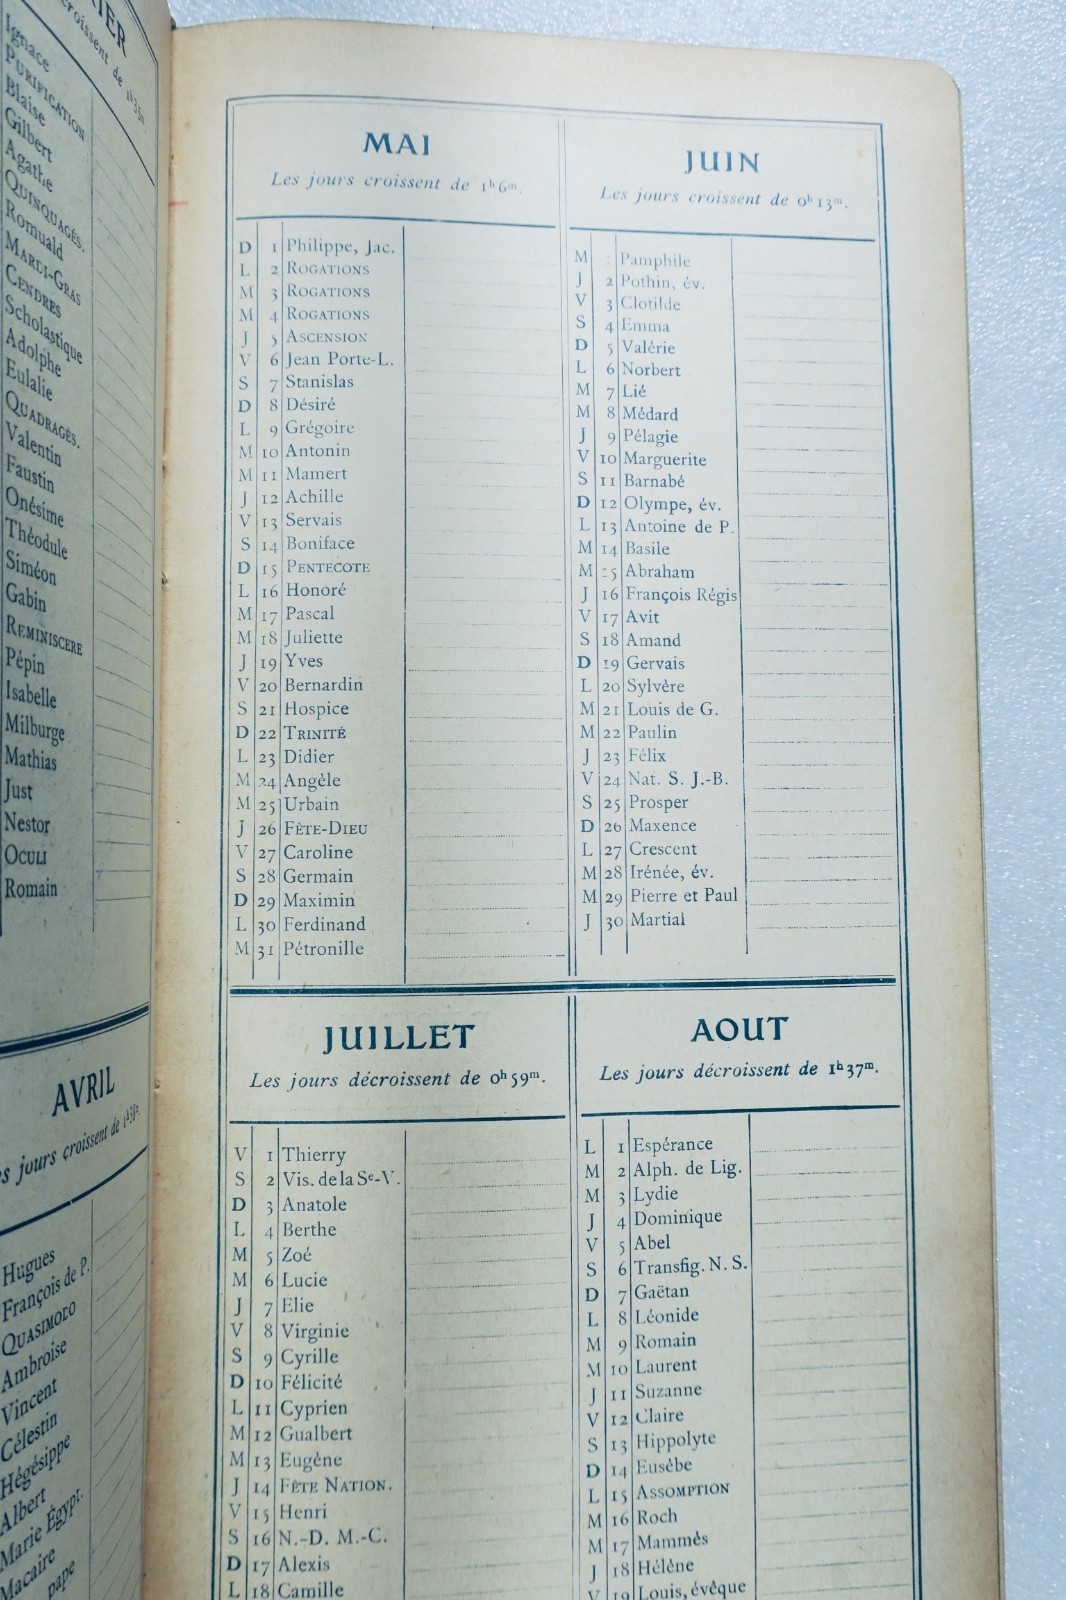 RIER
croissent de 1h35m.
Ignace
PURIFICATION
Blaise
Gilbert
Agathe
QUINQUAGÉS.
Romuald
MARDI-GRAS
CENDRES
Scholastique
Adolphe
Eulalie
QUADRAGÉS.
Valentin
Faustin
Onésime
Théodule
Siméon
Gabin
REMINISCERE
Pépin
Isabelle
Milburge
Mathias
Just
Nestor
OCULI
Romain
AVRIL
s jours croissent de
Hugues
François de P.
QUASIMODO
Ambroise
Vincent
Célestin
Hégésippe
Albert
Marie Égypt.
Macaire
pape
MAI
Les jours croissent de 1h 6m.
D 1 Philippe, Jac.
L 2 ROGATIONS
M 3 ROGATIONS
M 4 ROGATIONS
J 5 ASCENSION
V 6 Jean Porte-L.
S 7 Stanislas
D 8 Désiré
L 9 Grégoire
M 10 Antonin
M 11 Mamert
J 12 Achille
V 13 Servais
S 14 Boniface
D 15 PENTECOTE
L 16 Honoré
M 17 Pascal
M 18 Juliette
J 19 Yves
V 20 Bernardin
S 21 Hospice
D 22 TRINITÉ
L 23 Didier
M 24 Angèle
M 25 Urbain
J 26 FÊTE-DIEU
V 27 Caroline
S 28 Germain
D 29 Maximin
L 30 Ferdinand
M 31 Pétronille
JUIN
Les jours croissent de 0h 13m.
M Pamphile
J 2 Pothin, év.
V 3 Clotilde
S 4 Emma
D 5 Valérie
L 6 Norbert
M 7 Lié
M 8 Médard
J 9 Pélagie
V 10 Marguerite
S 11 Barnabé
D 12 Olympe, év.
L 13 Antoine de P.
M 14 Basile
M 15 Abraham
J 16 François Régis
V 17 Avit
S 18 Amand
D 19 Gervais
L 20 Sylvère
M 21 Louis de G.
M 22 Paulin
J 23 Félix
V 24 Nat. S. J.-B.
S 25 Prosper
D 26 Maxence
L 27 Crescent
M 28 Irénée, év.
M 29 Pierre et Paul
J 30 Martial
JUILLET
Les jours décroissent de 0h 59m.
V 1 Thierry
S 2 Vis. de la Se-V.
D 3 Anatole
L 4 Berthe
M 5 Zoé
M 6 Lucie
J 7 Elie
V 8 Virginie
S 9 Cyrille
D 10 Félicité
L 11 Cyprien
M 12 Gualbert
M 13 Eugène
J 14 FÊTE NATION.
V 15 Henri
S 16 N.-D. M.-C.
D 17 Alexis
L 18 Camille
AOUT
Les jours décroissent de 1h 37m.
L 1 Espérance
M 2 Alph. de Lig.
M 3 Lydie
J 4 Dominique
V 5 Abel
S 6 Transfig. N. S.
D 7 Gaëtan
L 8 Léonide
M 9 Romain
M 10 Laurent
J 11 Suzanne
V 12 Claire
S 13 Hippolyte
D 14 Eusèbe
L 15 ASSOMPTION
M 16 Roch
M 17 Mammès
J 18 Hélène
V 19 Louis, évêque